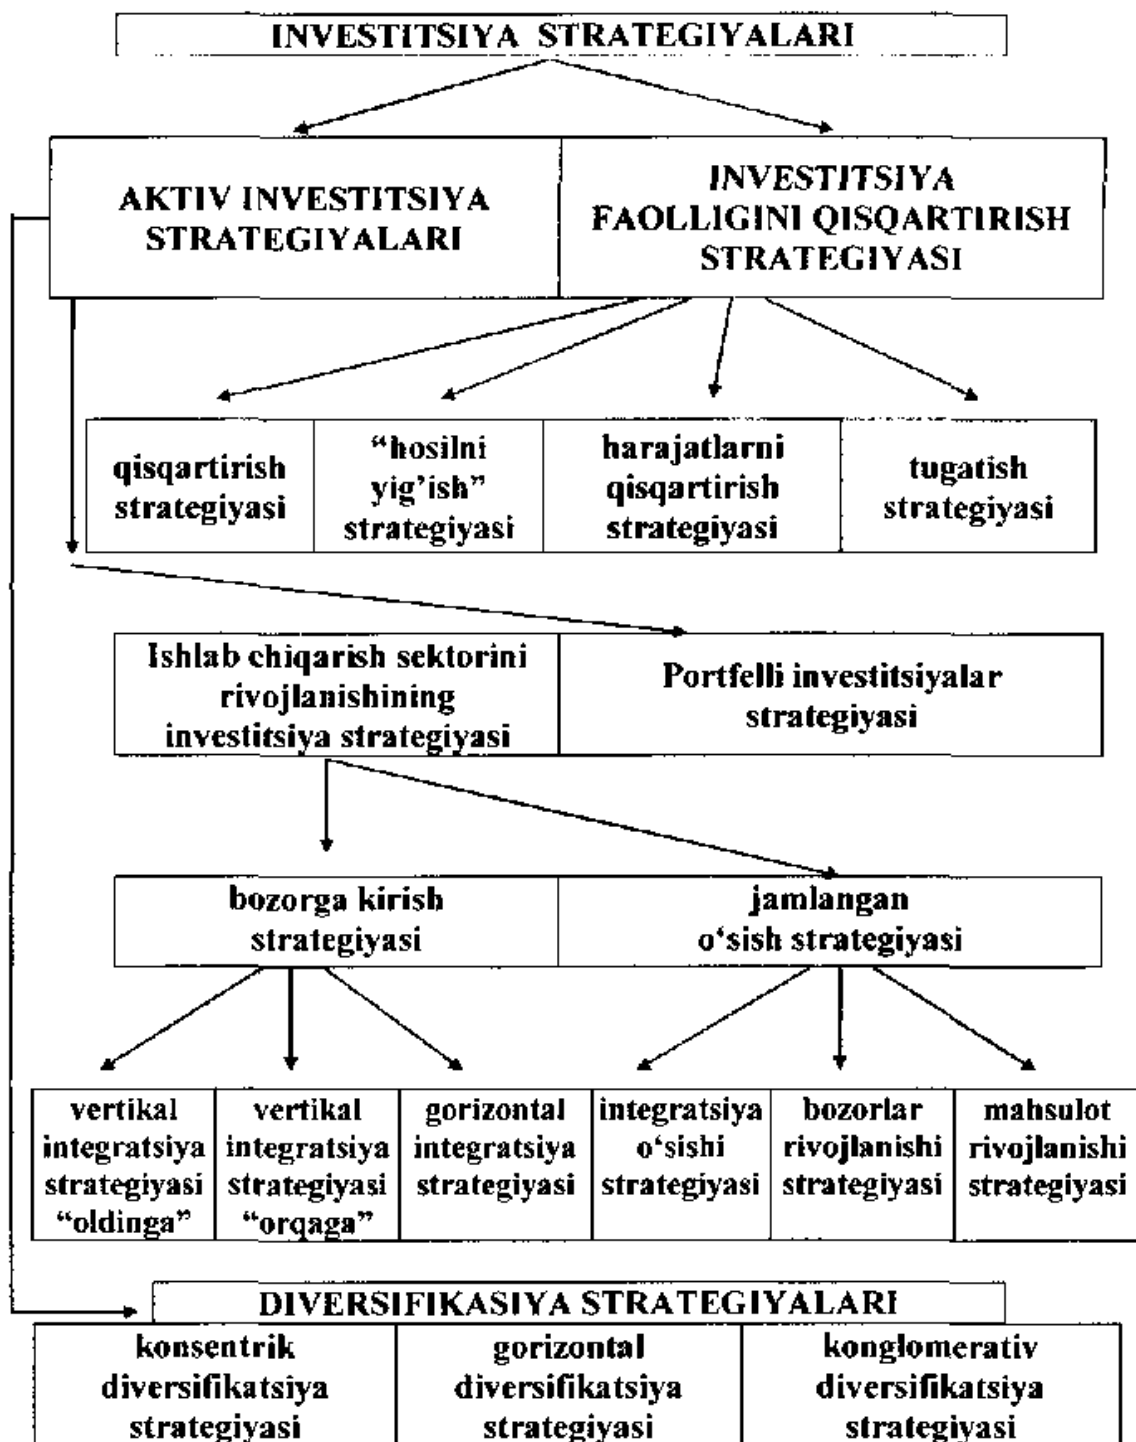 INVESTITSIYA STRATEGIYALARI
AKTIV INVESTITSIYA
STRATEGIYALARI
INVESTITSIYA
FAOLLIGINI QISQARTIRISH
STRATEGIYASI
qisqartirish
strategiyasi
“hosilni
yig’ish”
strategiyasi
harajatlarni
qisqartirish
strategiyasi
tugatish
strategiyasi
Ishlab chiqarish sektorini
rivojlanishining
investitsiya strategiyasi
Portfelli investitsiyalar
strategiyasi
bozorga kirish
strategiyasi
jamlangan
o‘sish strategiyasi
vertikal
integratsiya
strategiyasi
“oldinga”
vertikal
integratsiya
strategiyasi
“orqaga”
gorizontal
integratsiya
strategiyasi
integratsiya
o‘sishi
strategiyasi
bozorlar
rivojlanishi
strategiyasi
mahsulot
rivojlanishi
strategiyasi
DIVERSIFIKASIYA STRATEGIYALARI
konsentrik
diversifikatsiya
strategiyasi
gorizontal
diversifikatsiya
strategiyasi
konglomerativ
diversifikatsiya
strategiyasi